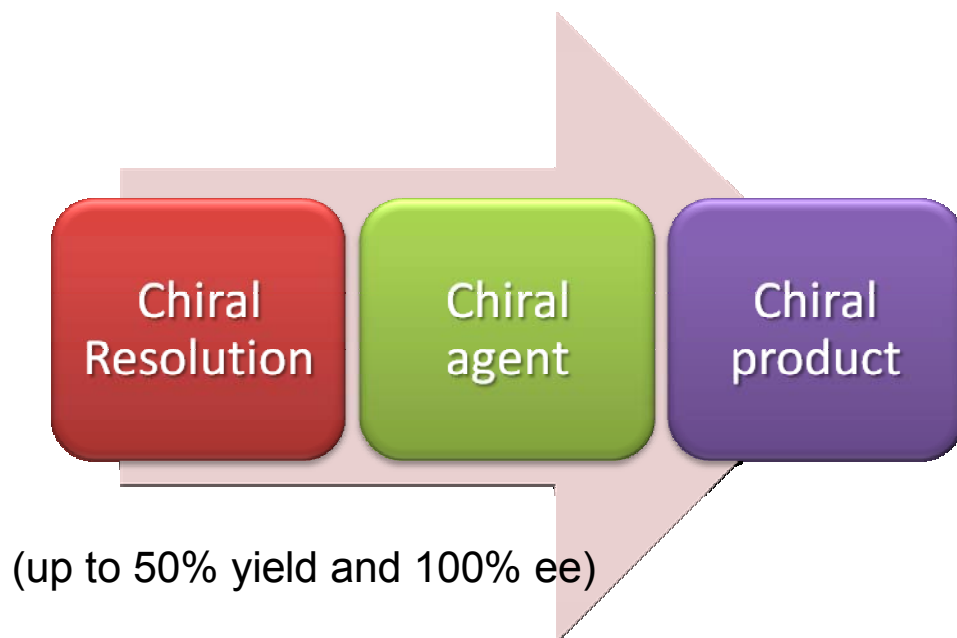 Chiral
Resolution
Chiral
agent
Chiral
product
(up to 50% yield and 100% ee)